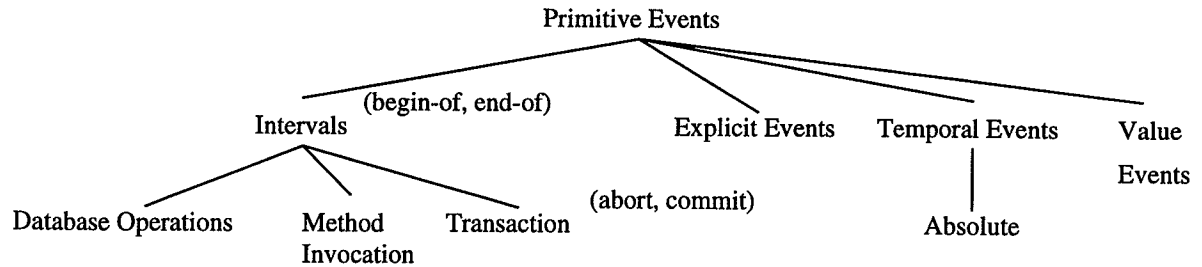 Primitive Events
(begin-of, end-of)
Intervals
Explicit Events
Temporal Events
Value
Events
Database Operations
Method
Invocation
Transaction
(abort, commit)
Absolute